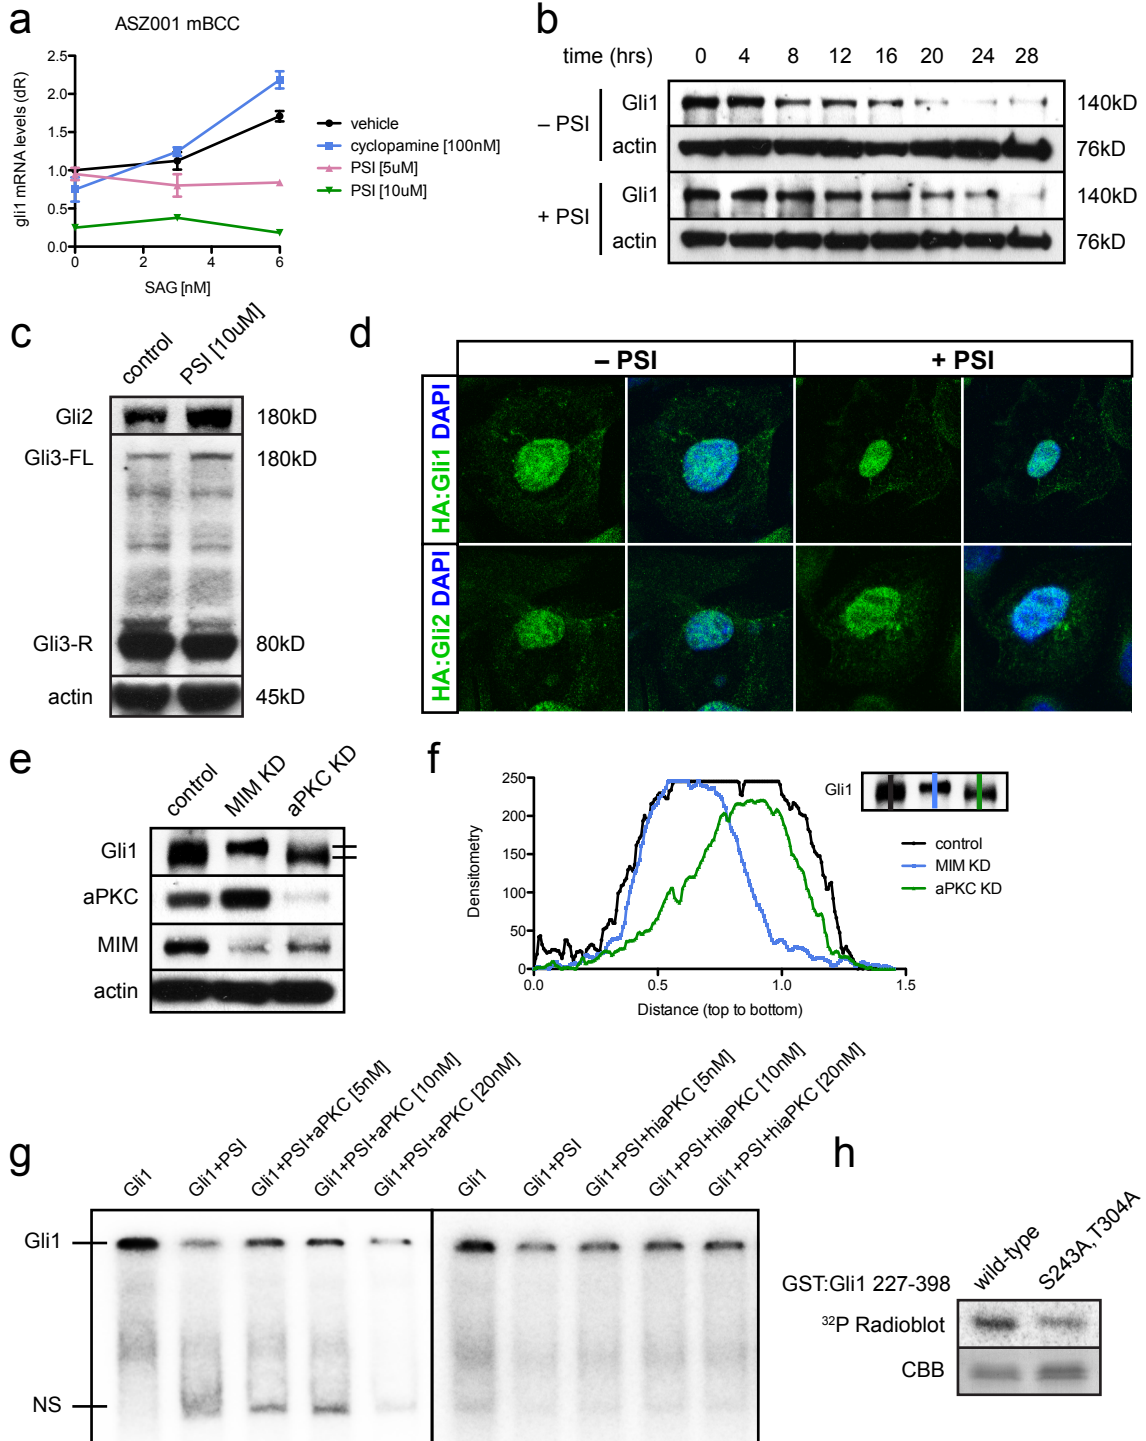 a
ASZ001 mBCC
gli1 mRNA levels (dR)
2.5
2.0
1.5
1.0
0.5
0.0
0 2 4 6
SAG [nM]
vehicle
cyclopamine [100nM]
PSI [5uM]
PSI [10uM]
b
time (hrs) 0 4 8 12 16 20 24 28
– PSI
Gli1 140kD
actin 76kD
+ PSI
Gli1 140kD
actin 76kD
c
control PSI [10uM]
Gli2 180kD
Gli3-FL 180kD
Gli3-R 80kD
actin 45kD
d
– PSI + PSI
HA:Gli1 DAPI
HA:Gli2 DAPI
e
control MIM KD aPKC KD
Gli1
aPKC
MIM
actin
f
Densitometry
250
200
150
100
50
0
0.0 0.5 1.0 1.5
Distance (top to bottom)
Gli1
control
MIM KD
aPKC KD
g
Gli1 Gli1+PSI Gli1+PSI+aPKC [5nM] Gli1+PSI+aPKC [10nM] Gli1+PSI+aPKC [20nM] Gli1 Gli1+PSI Gli1+PSI+hiaPKC [5nM] Gli1+PSI+hiaPKC [10nM] Gli1+PSI+hiaPKC [20nM]
Gli1
NS
h
wild-type S243A,T304A
GST:Gli1 227-398
³²P Radioblot
CBB